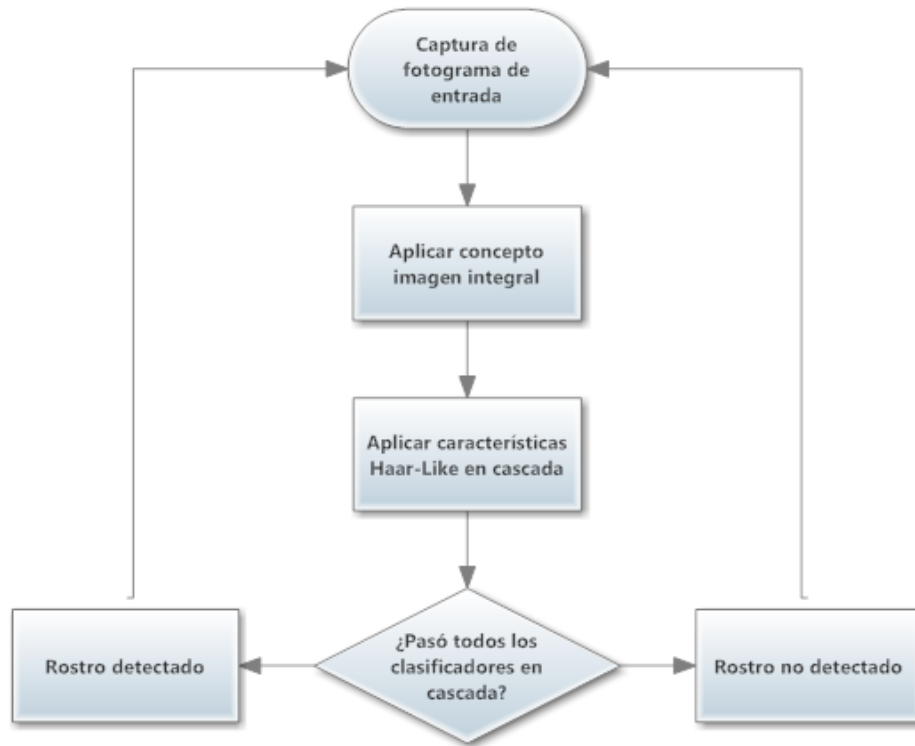 Captura de
fotograma de
entrada
Aplicar concepto
imagen integral
Aplicar características
Haar-Like en cascada
¿Pasó todos los
clasificadores en
cascada?
Rostro detectado
Rostro no detectado